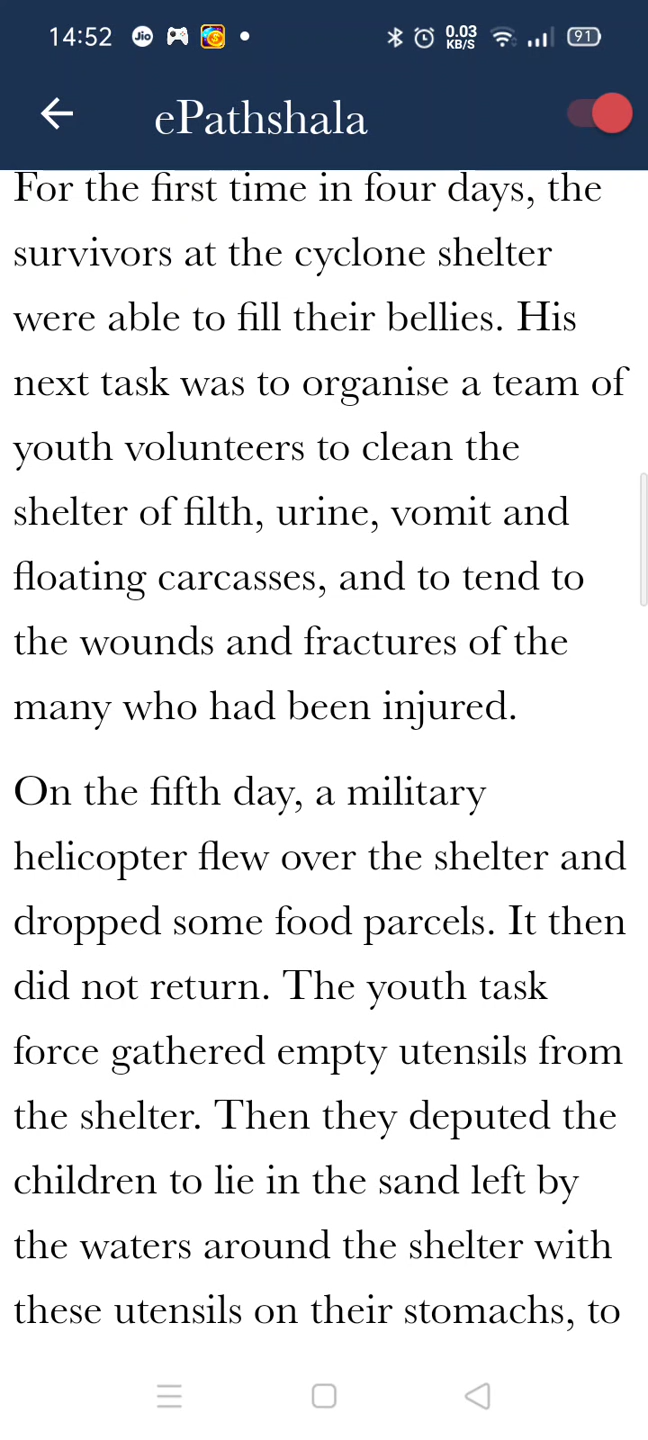 14:52
Jio
0.03
KB/S
91
ePathshala
For the first time in four days, the
survivors at the cyclone shelter
were able to fill their bellies. His
next task was to organise a team of
youth volunteers to clean the
shelter of filth, urine, vomit and
floating carcasses, and to tend to
the wounds and fractures of the
many who had been injured.
On the fifth day, a military
helicopter flew over the shelter and
dropped some food parcels. It then
did not return. The youth task
force gathered empty utensils from
the shelter. Then they deputed the
children to lie in the sand left by
the waters around the shelter with
these utensils on their stomachs, to